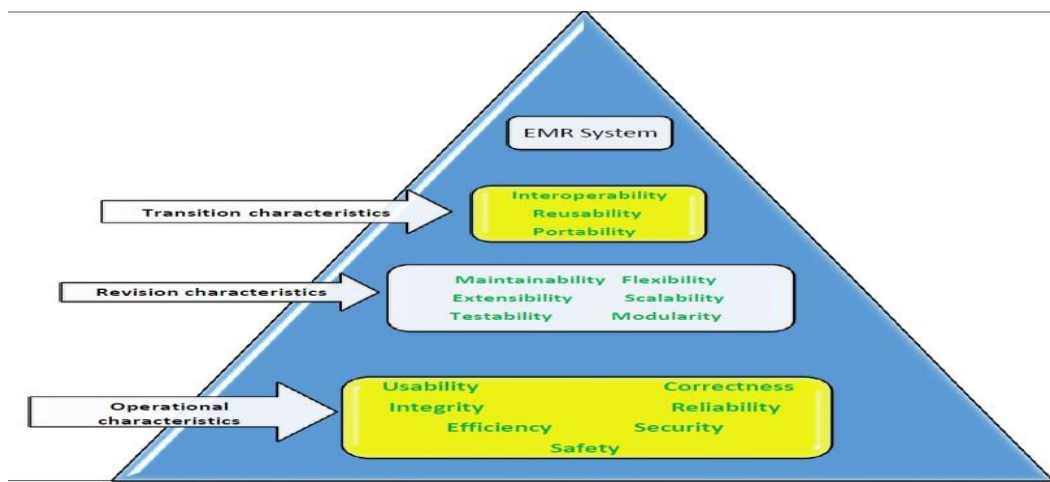 EMR System
Transition characteristics
Interoperability
Reusability
Portability
Revision characteristics
Maintainability Flexibility
Extensibility Scalability
Testability Modularity
Operational
characteristics
Usability Correctness
Integrity Reliability
Efficiency Security
Safety